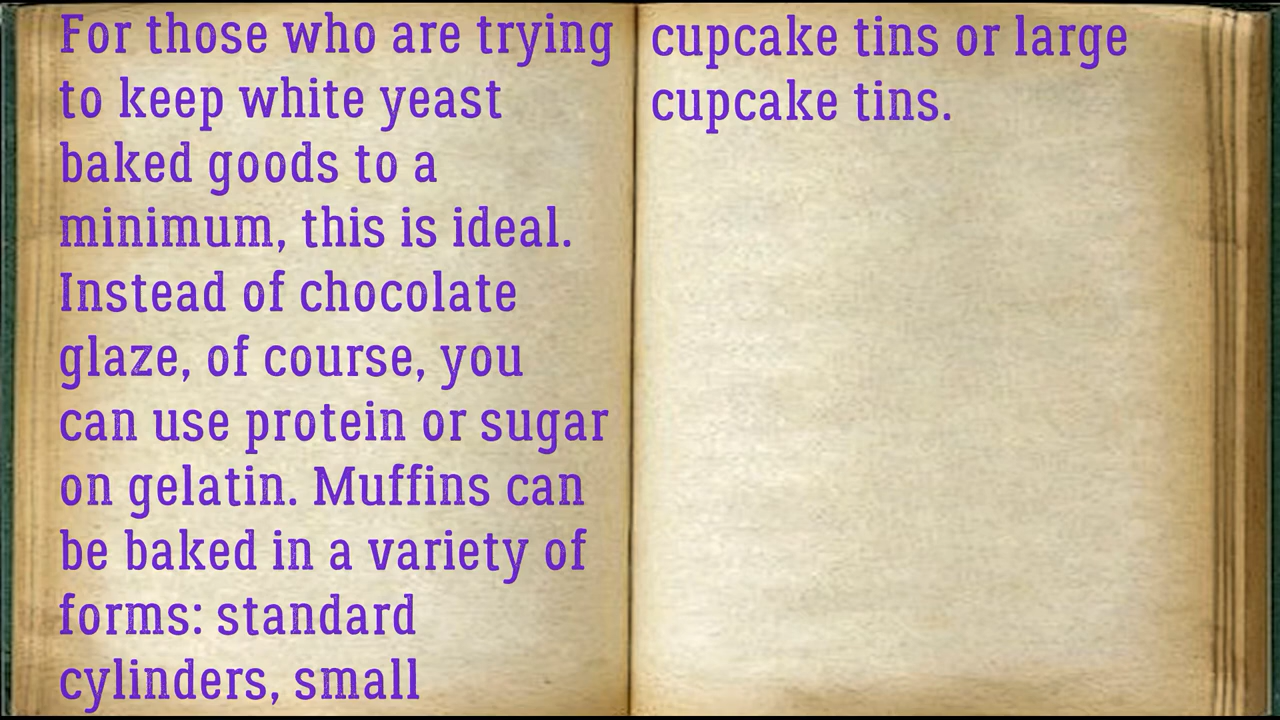 For those who are trying
to keep white yeast
baked goods to a
minimum, this is ideal.
Instead of chocolate
glaze, of course, you
can use protein or sugar
on gelatin. Muffins can
be baked in a variety of
forms: standard
cylinders, small
cupcake tins or large
cupcake tins.